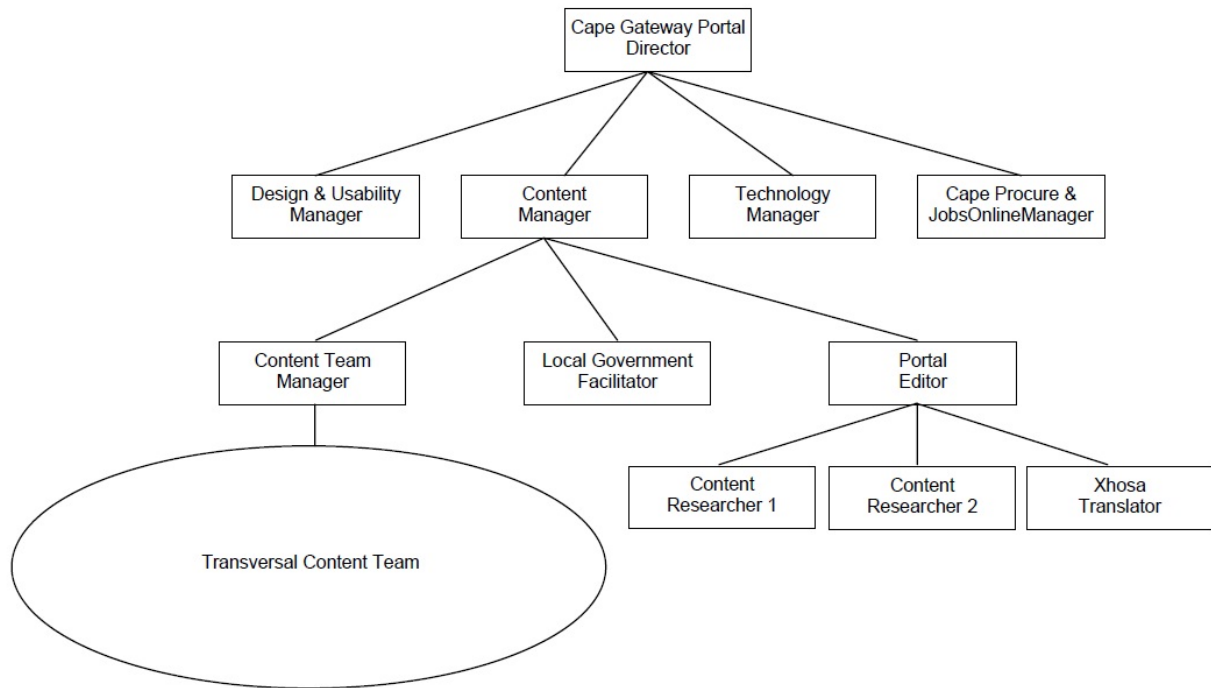 Cape Gateway Portal
Director
Design & Usability
Manager
Content
Manager
Technology
Manager
Cape Procure &
JobsOnlineManager
Content Team
Manager
Local Government
Facilitator
Portal
Editor
Content
Researcher 1
Content
Researcher 2
Xhosa
Translator
Transversal Content Team